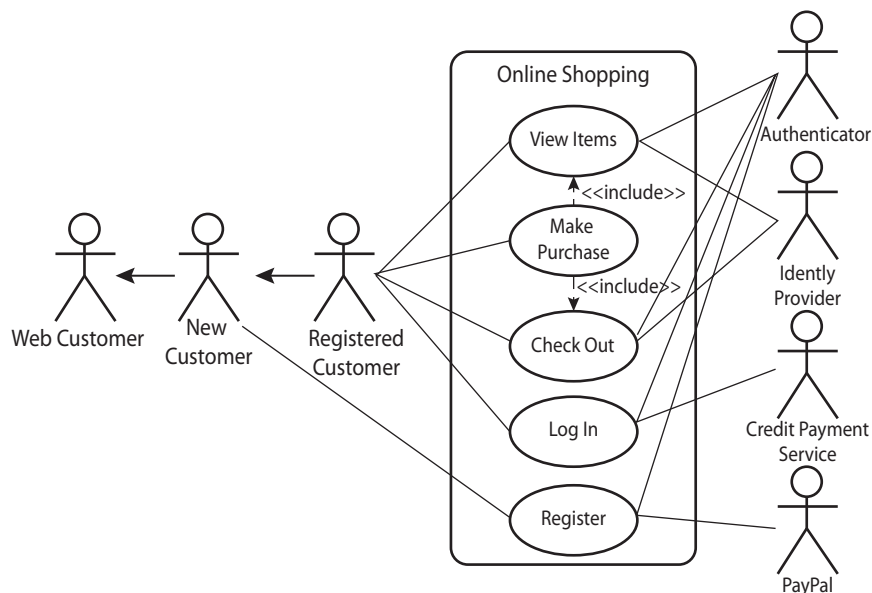 Online Shopping
View Items
<<include>>
Make
Purchase
<<include>>
Check Out
Log In
Register
Web Customer
New
Customer
Registered
Customer
Authenticator
Idently
Provider
Credit Payment
Service
PayPal